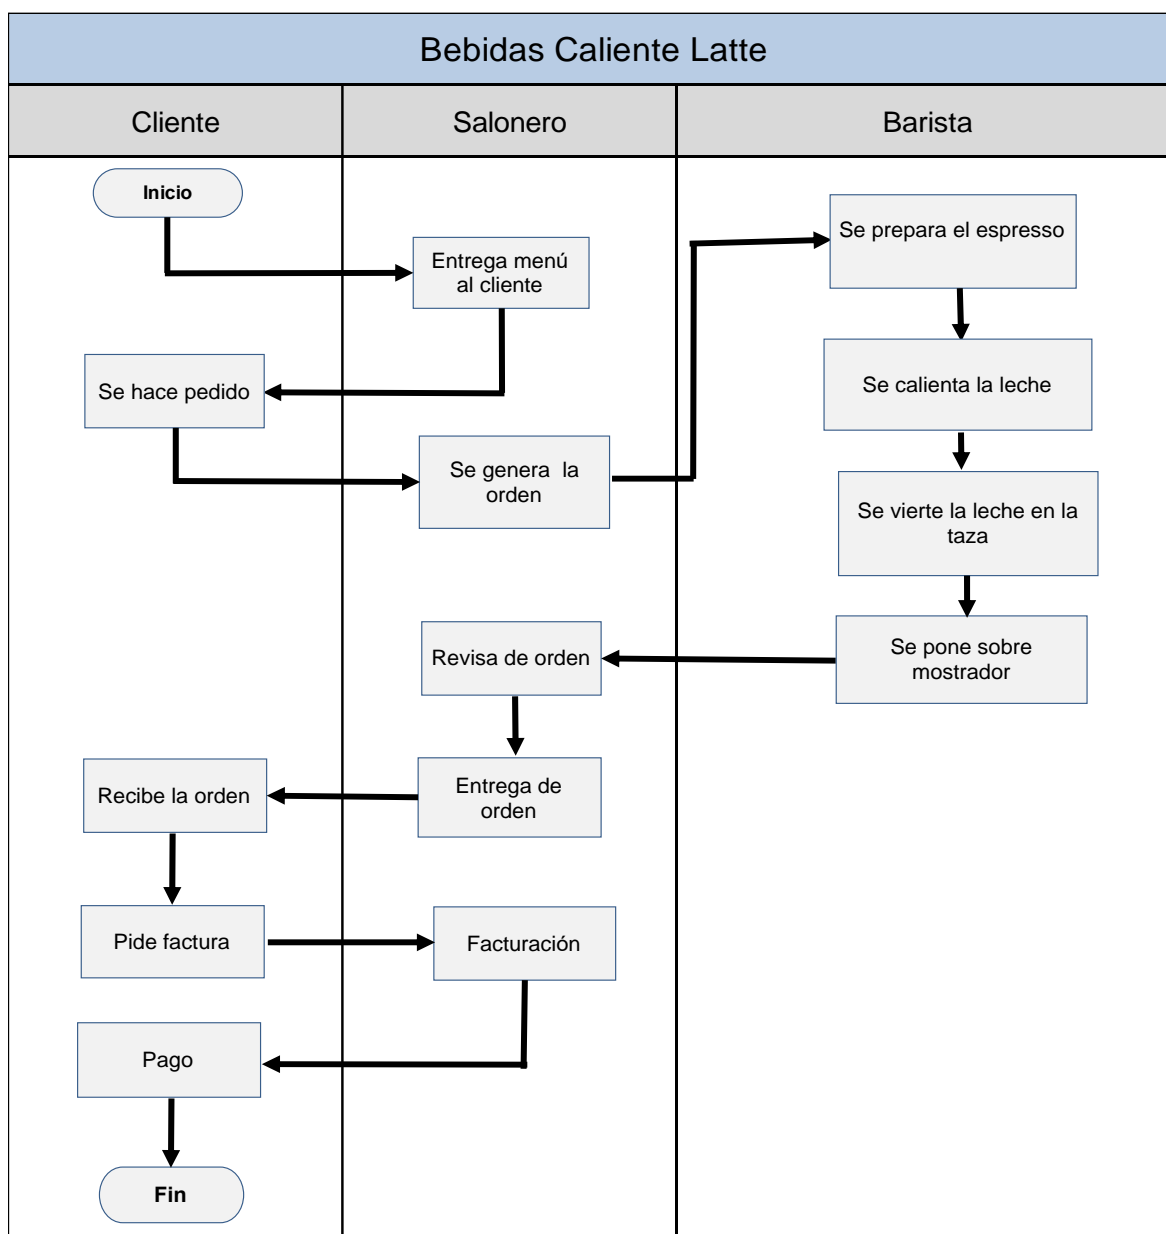 Bebidas Caliente Latte
Cliente
Salonero
Barista
Inicio
Entrega menú
al cliente
Se hace pedido
Se genera la
orden
Se prepara el espresso
Se calienta la leche
Se vierte la leche en la
taza
Se pone sobre
mostrador
Revisa de orden
Entrega de
orden
Recibe la orden
Pide factura
Facturación
Pago
Fin